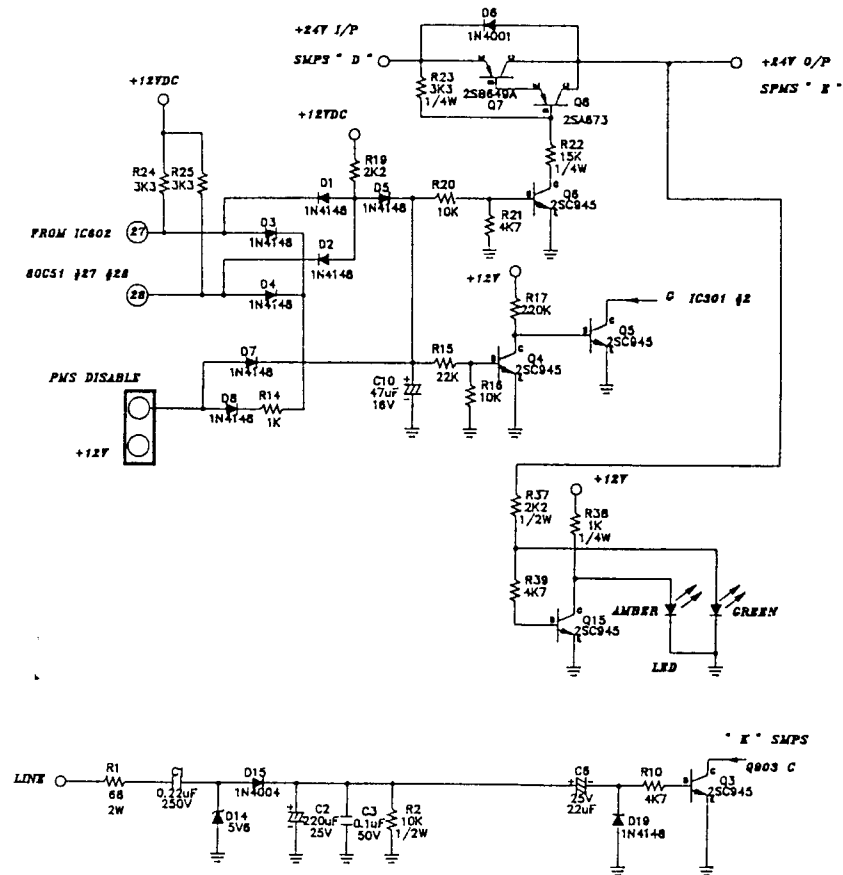 +24V I/P
SMPS " D "
D6
1N4001
+24V O/P
SPMS " E "
R23
3K3
1/4W
2SB649A
Q7
Q8
2SA673
+12VDC
+12VDC
R24
3K3
R25
3K3
R19
2K2
R22
15K
1/4W
D1
1N4148
D5
1N4148
R20
10K
B
C
E
Q6
2SC945
R21
4K7
FROM IC602
27
D3
1N4148
D2
1N4148
80C51 #27 #28
28
D4
1N4148
+12V
R17
220K
G
IC301 #2
D7
1N4148
R15
22K
B
C
E
Q4
2SC945
B
C
E
Q5
2SC945
PMS DISABLE
D8
1N4148
R14
1K
C10
47uF
16V
R16
10K
+12V
+12V
R37
2K2
1/2W
R38
1K
1/4W
R39
4K7
B
C
E
Q15
2SC945
AMBER
GREEN
LED
" E " SMPS
LINE
R1
68
2W
C1
0.22uF
250V
D15
1N4004
D14
5V6
C2
220uF
25V
C3
0.1uF
50V
R2
10K
1/2W
C6
25V
22uF
D19
1N4148
R10
4K7
B
C
E
Q3
2SC945
Q803 C